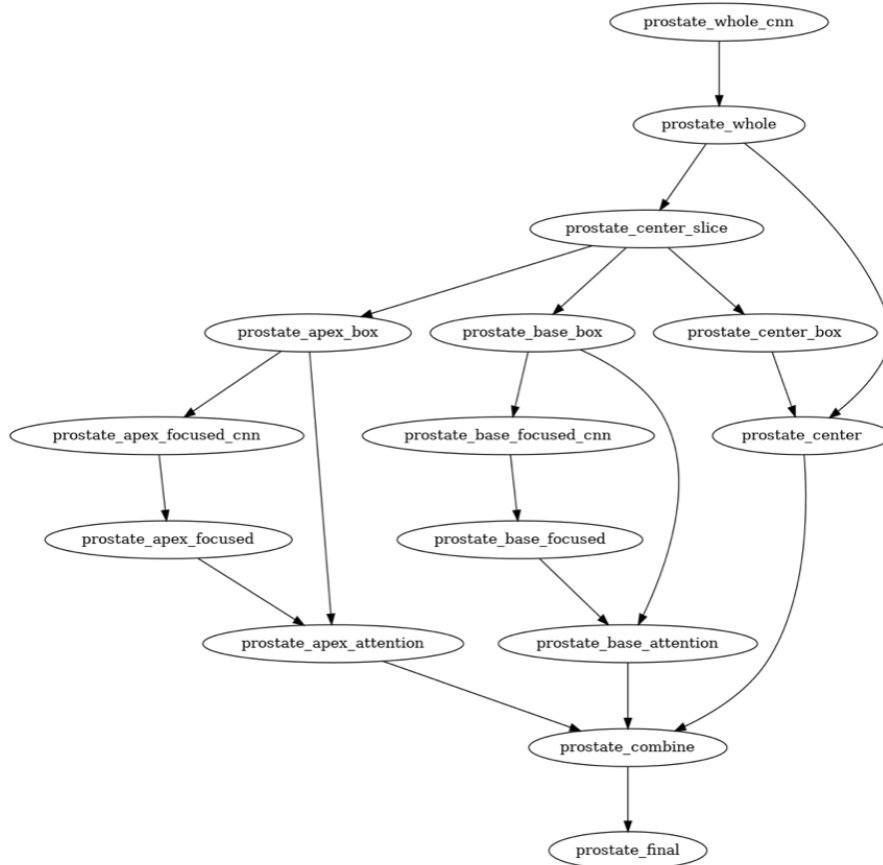 prostate_whole_cnn
prostate_whole
prostate_center_slice
prostate_apex_box
prostate_base_box
prostate_center_box
prostate_apex_focused_cnn
prostate_base_focused_cnn
prostate_center
prostate_apex_focused
prostate_base_focused
prostate_apex_attention
prostate_base_attention
prostate_combine
prostate_final